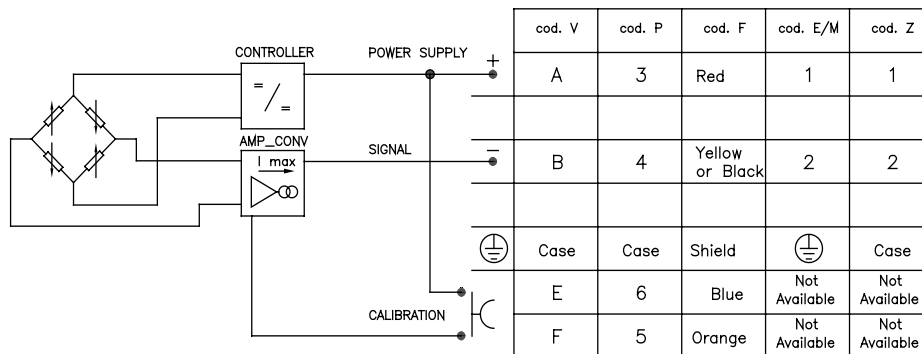 cod. V cod. P cod. F cod. E/M cod. Z
CONTROLLER POWER SUPPLY
+ A 3 Red 1 1
= / =
AMP_CONV
I max
SIGNAL
− B 4 Yellow or Black 2 2
Case Case Shield Case
E 6 Blue Not Available Not Available
CALIBRATION
F 5 Orange Not Available Not Available